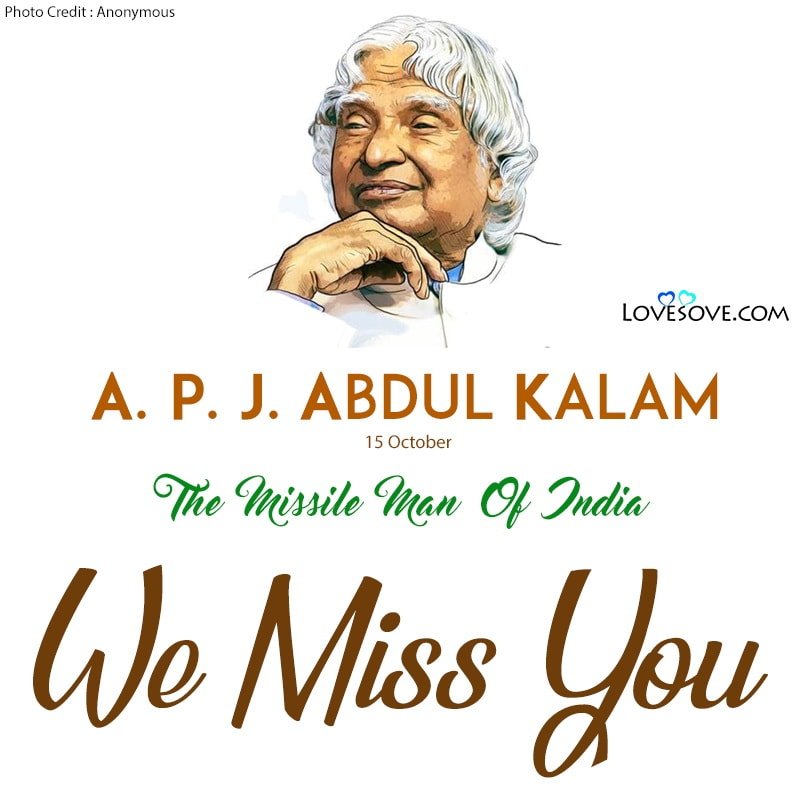 Photo Credit : Anonymous
LOVESOVE.COM
A. P. J. ABDUL KALAM
15 October
The Missile Man Of India
We Miss You